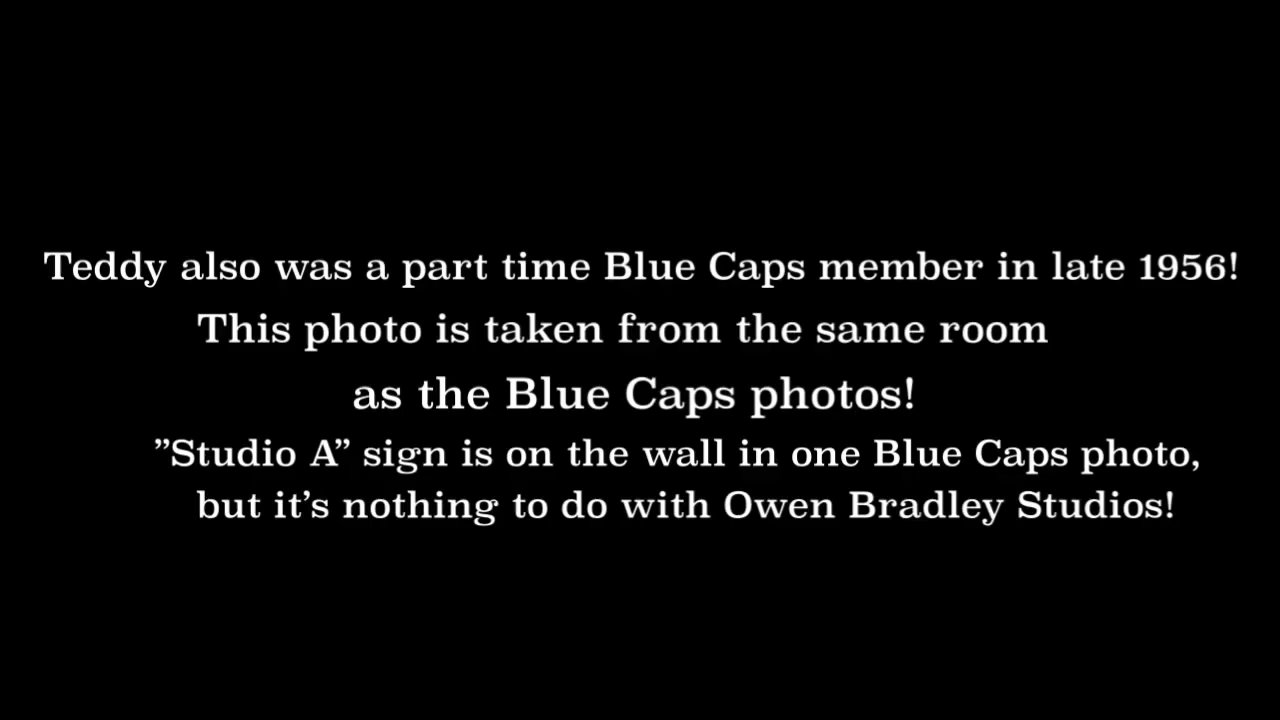 Teddy also was a part time Blue Caps member in late 1956!
This photo is taken from the same room
as the Blue Caps photos!
”Studio A” sign is on the wall in one Blue Caps photo,
but it’s nothing to do with Owen Bradley Studios!